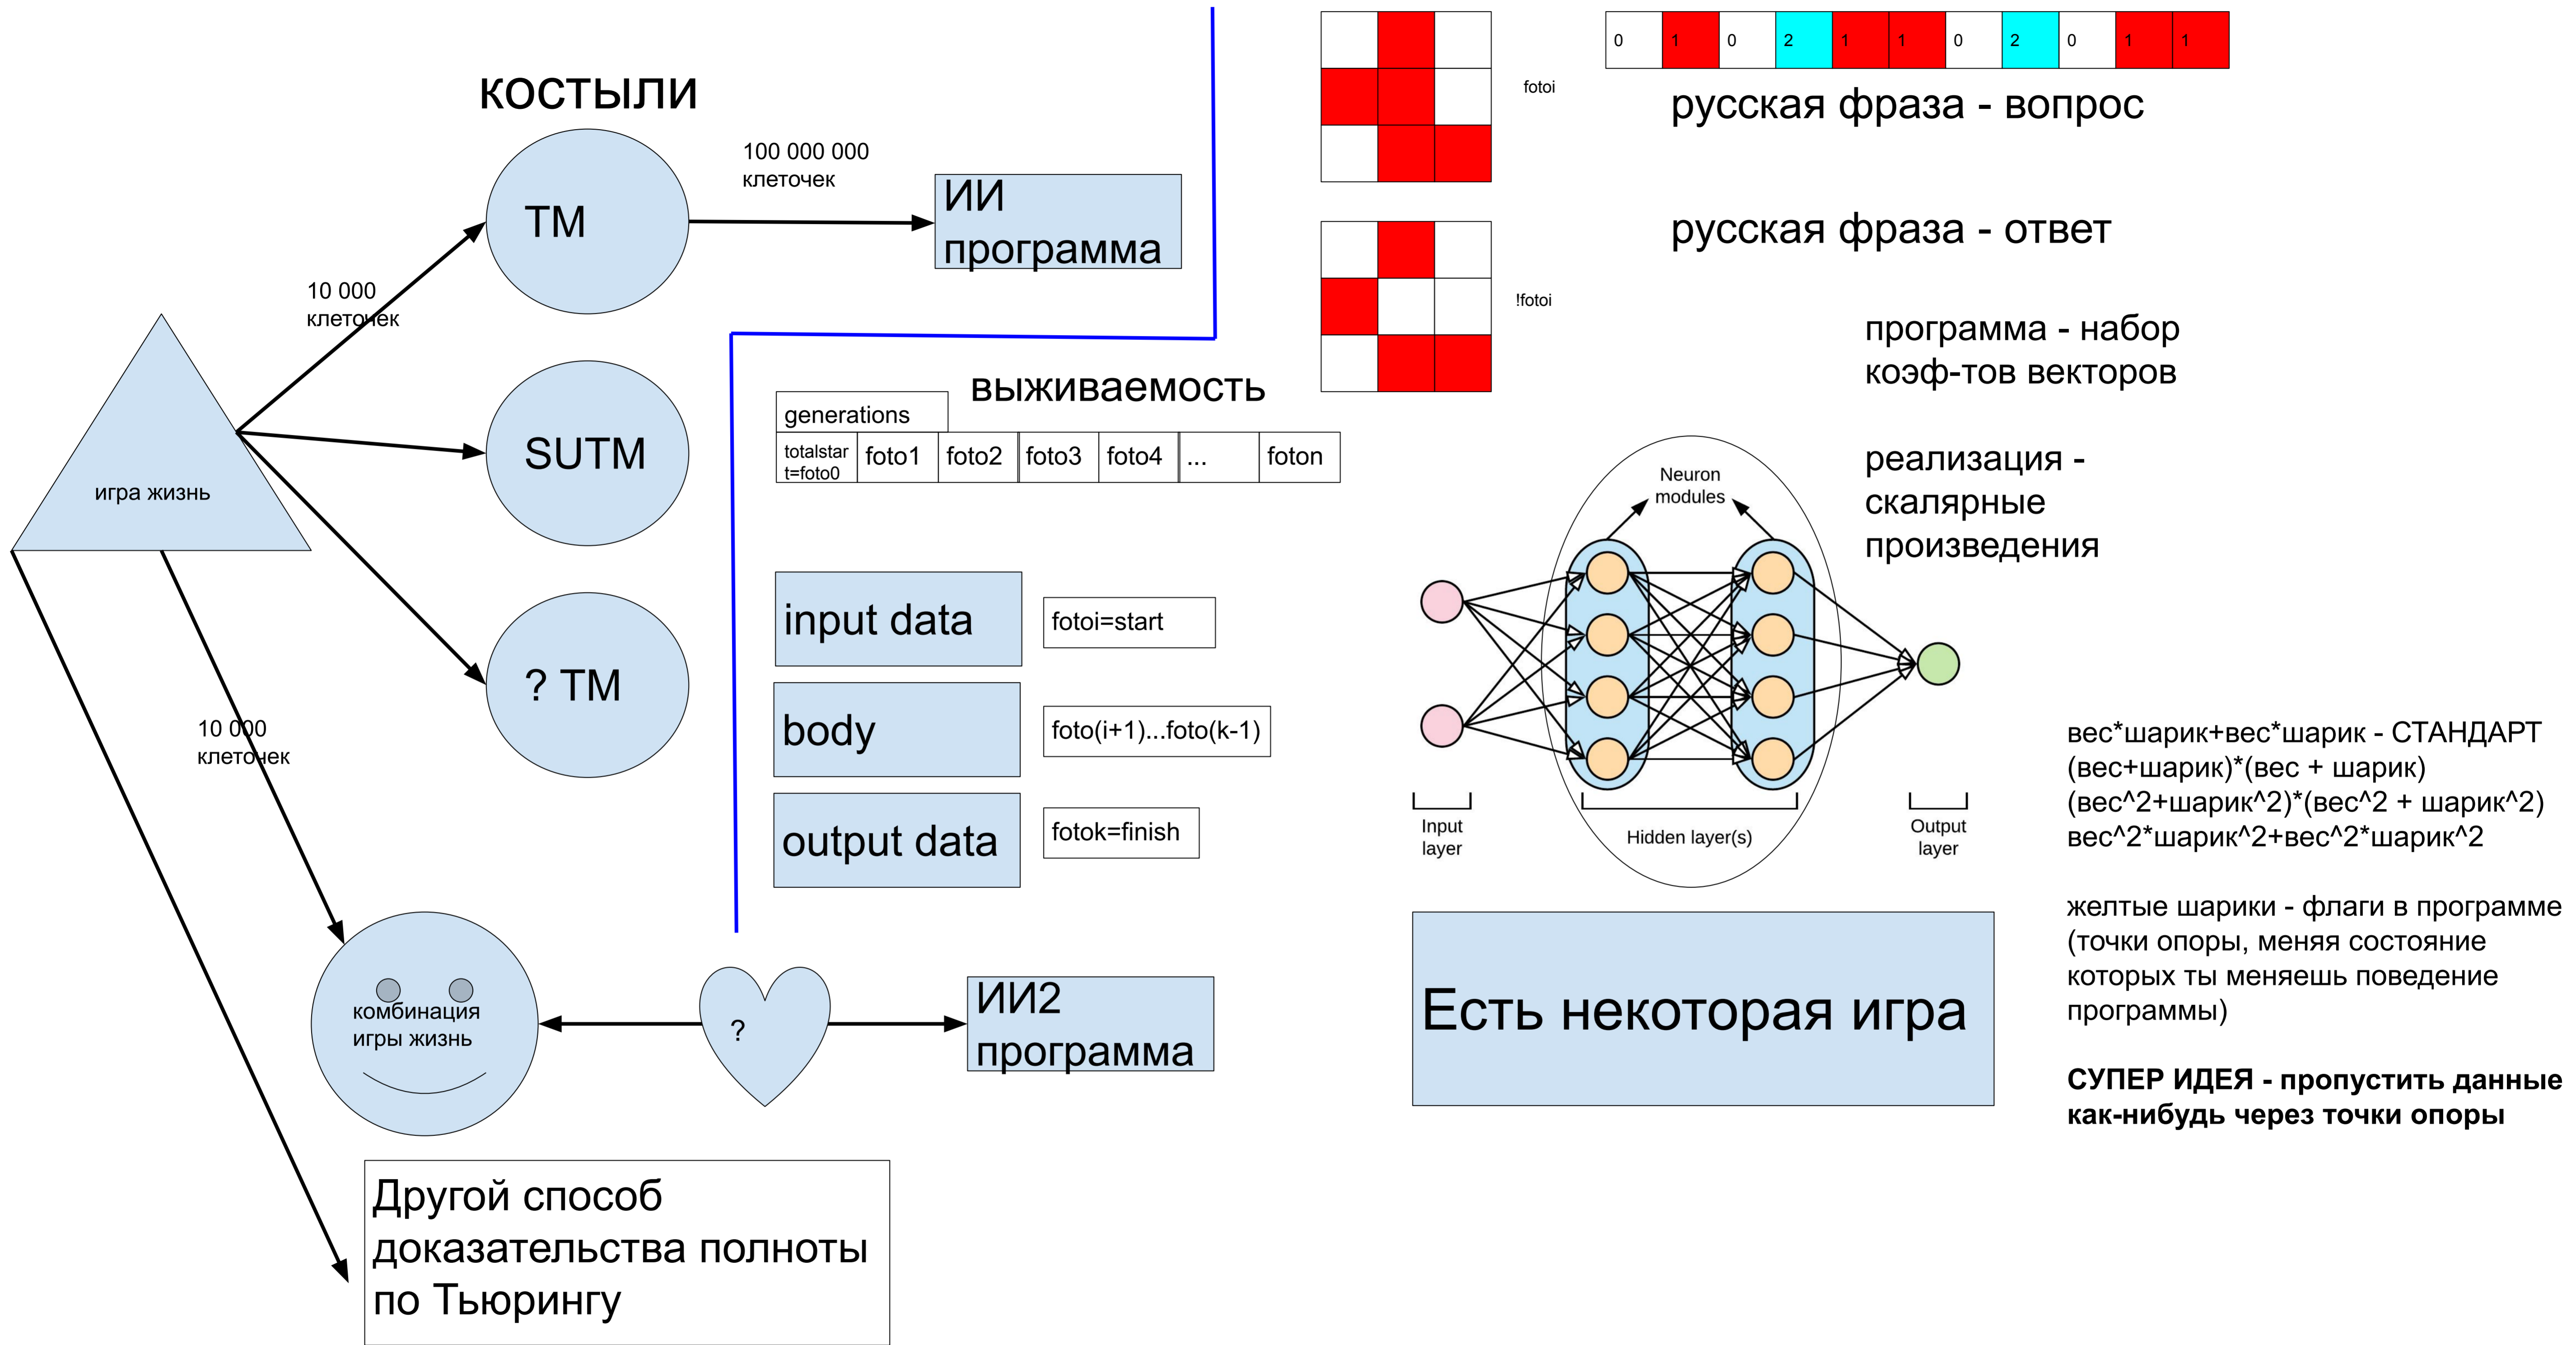 костыли
100 000 000
клеточек
ТМ
ИИ
программа
10 000
клеточек
игра жизнь
SUTM
? ТМ
10 000
клеточек
комбинация
игры жизнь
?
ИИ2
программа
Другой способ
доказательства полноты
по Тьюрингу
выживаемость
generations
totalstar
t=foto0
foto1
foto2
foto3
foto4
...
foton
input data
fotoi=start
body
foto(i+1)...foto(k-1)
output data
fotok=finish
fotoi
!fotoi
0 1 0 2 1 1 0 2 0 1 1
русская фраза - вопрос
русская фраза - ответ
программа - набор
коэф-тов векторов
реализация -
скалярные
произведения
Neuron
modules
Input
layer
Hidden layer(s)
Output
layer
Есть некоторая игра
вес*шарик+вес*шарик - СТАНДАРТ
(вес+шарик)*(вес + шарик)
(вес^2+шарик^2)*(вес^2 + шарик^2)
вес^2*шарик^2+вес^2*шарик^2
желтые шарики - флаги в программе
(точки опоры, меняя состояние
которых ты меняешь поведение
программы)
СУПЕР ИДЕЯ - пропустить данные
как-нибудь через точки опоры